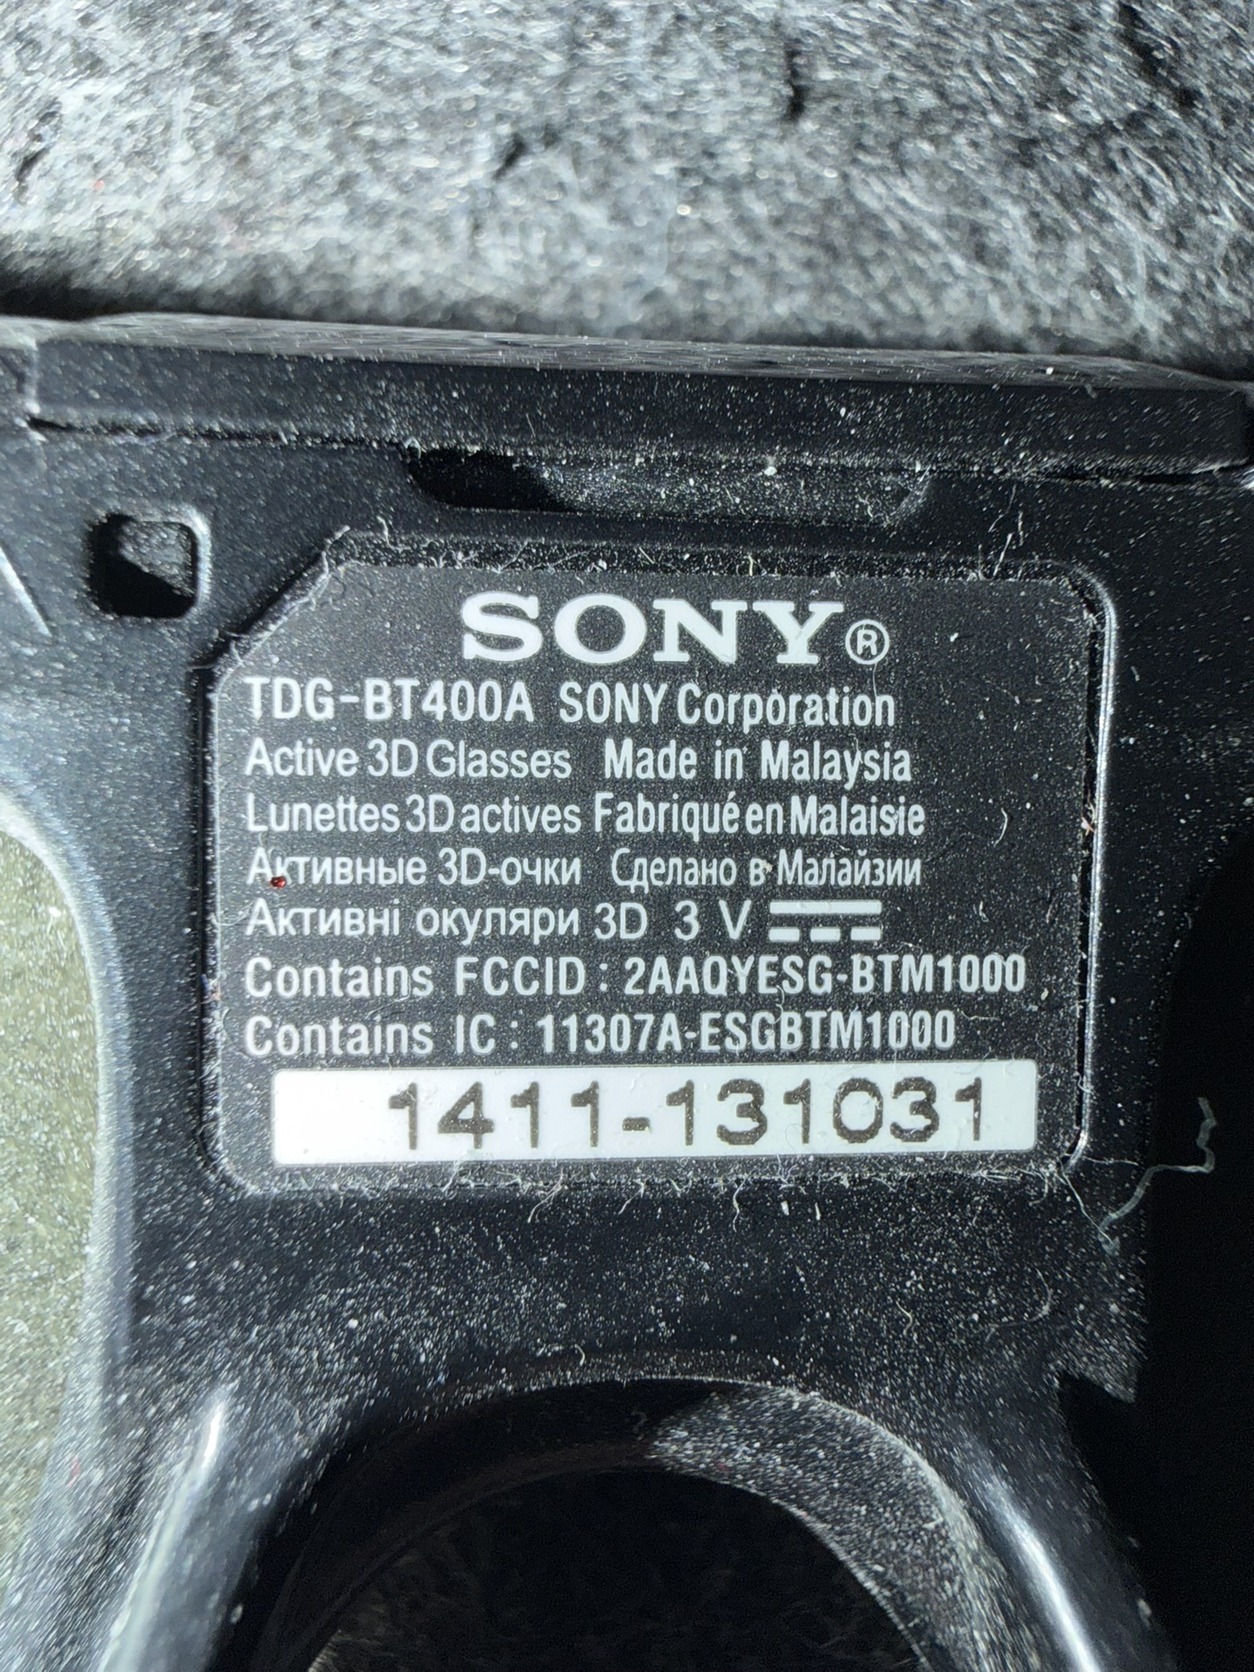 SONY®
TDG-BT400A SONY Corporation
Active 3D Glasses Made in Malaysia
Lunettes 3D actives Fabriqué en Malaisie
Активные 3D-очки Сделано в Малайзии
Активні окуляри 3D 3 V ⎓
Contains FCCID : 2AAQYESG-BTM1000
Contains IC : 11307A-ESGBTM1000
1411-131031